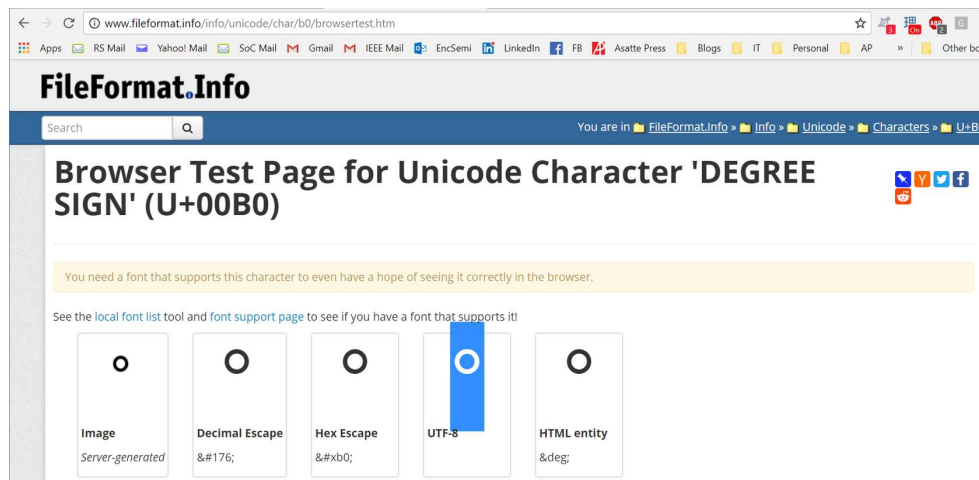 www.fileformat.info/info/unicode/char/b0/browsertest.htm
3 On 2 G
Apps RS Mail Yahoo! Mail SoC Mail Gmail IEEE Mail EncSemi LinkedIn FB Asatte Press Blogs IT Personal AP » Other bo
FileFormat.Info
Search You are in FileFormat.Info » Info » Unicode » Characters » U+B
Browser Test Page for Unicode Character 'DEGREE
SIGN' (U+00B0)
You need a font that supports this character to even have a hope of seeing it correctly in the browser.
See the local font list tool and font support page to see if you have a font that supports it!
° ° ° ° °
Image Decimal Escape Hex Escape UTF-8 HTML entity
Server-generated &#176; &#xb0; &deg;